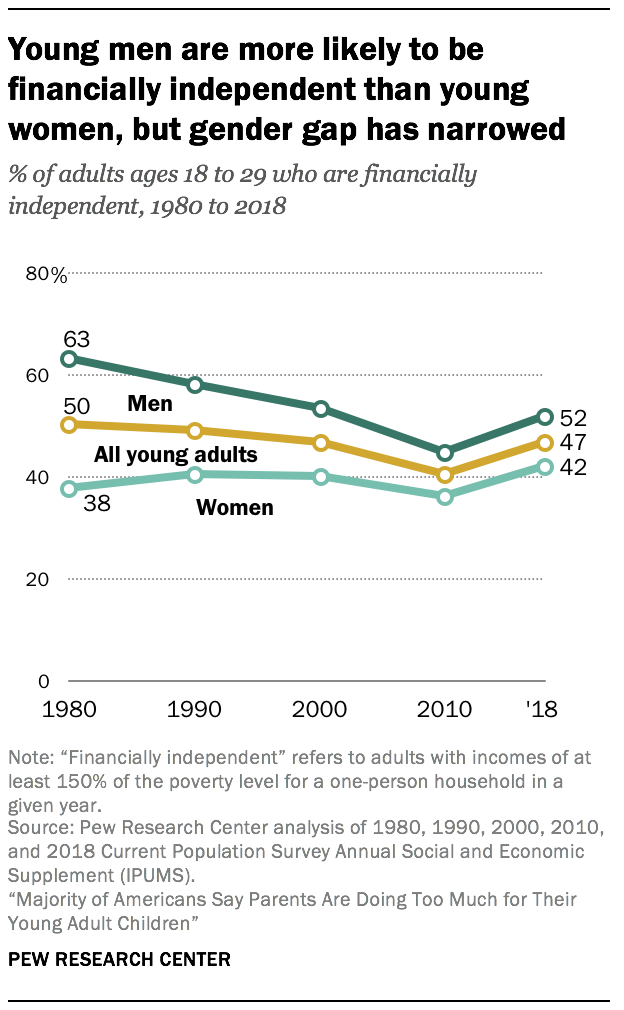 Young men are more likely to be
financially independent than young
women, but gender gap has narrowed
% of adults ages 18 to 29 who are financially
independent, 1980 to 2018
80%
63
60
Men
50
52
47
All young adults
42
40
38
Women
20
0
1980 1990 2000 2010 '18
Note: “Financially independent” refers to adults with incomes of at
least 150% of the poverty level for a one-person household in a
given year.
Source: Pew Research Center analysis of 1980, 1990, 2000, 2010,
and 2018 Current Population Survey Annual Social and Economic
Supplement (IPUMS).
“Majority of Americans Say Parents Are Doing Too Much for Their
Young Adult Children”
PEW RESEARCH CENTER